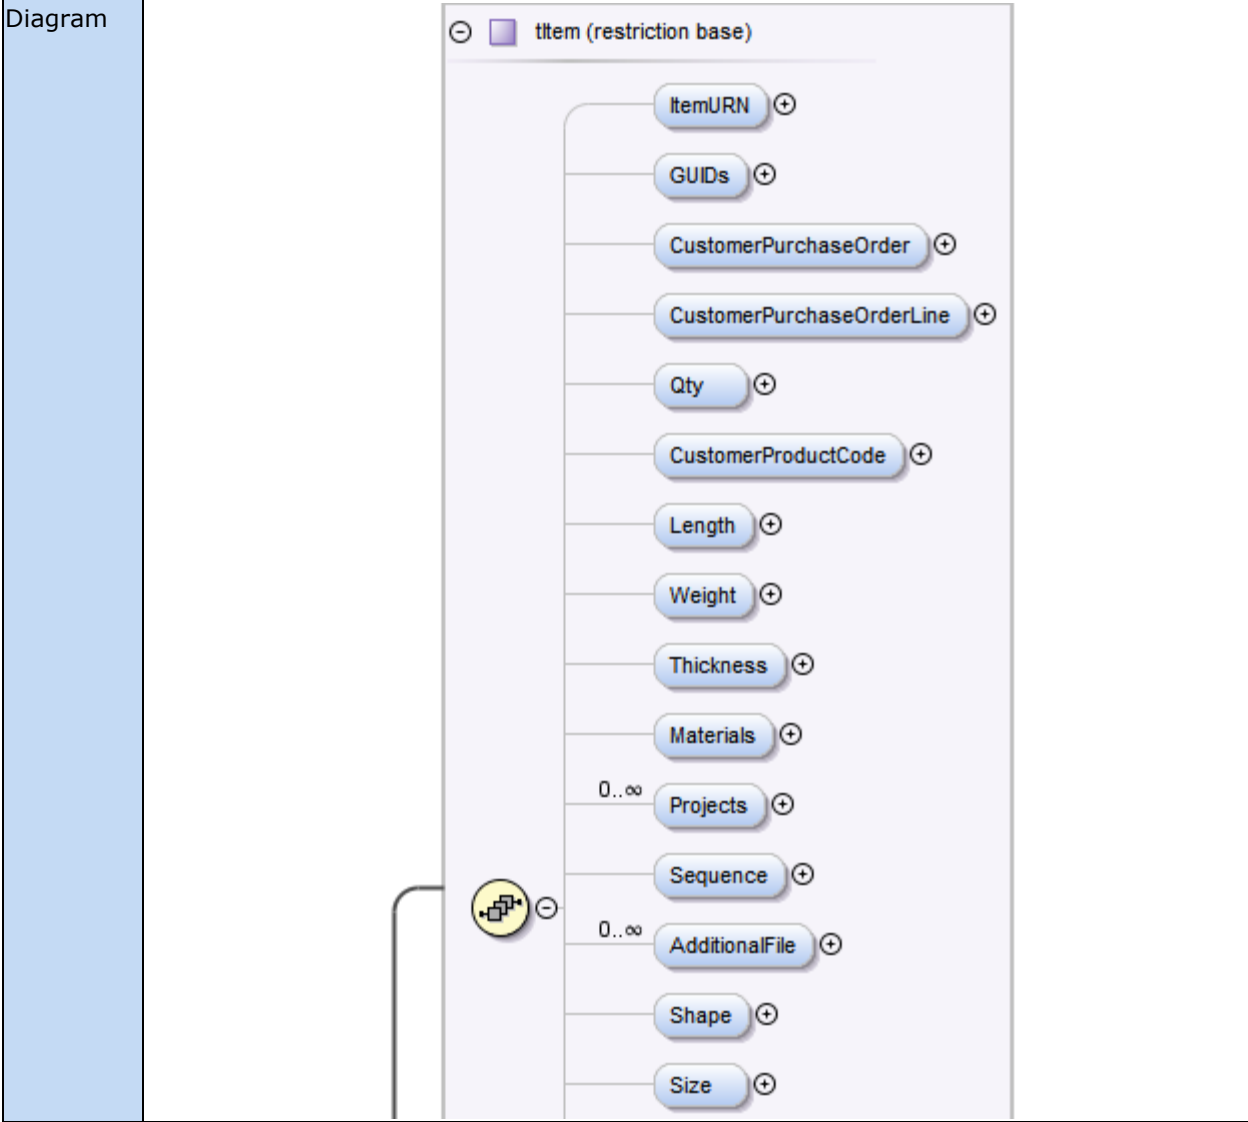 Diagram
tItem (restriction base)
ItemURN
GUIDs
CustomerPurchaseOrder
CustomerPurchaseOrderLine
Qty
CustomerProductCode
Length
Weight
Thickness
Materials
0..∞
Projects
Sequence
0..∞
AdditionalFile
Shape
Size